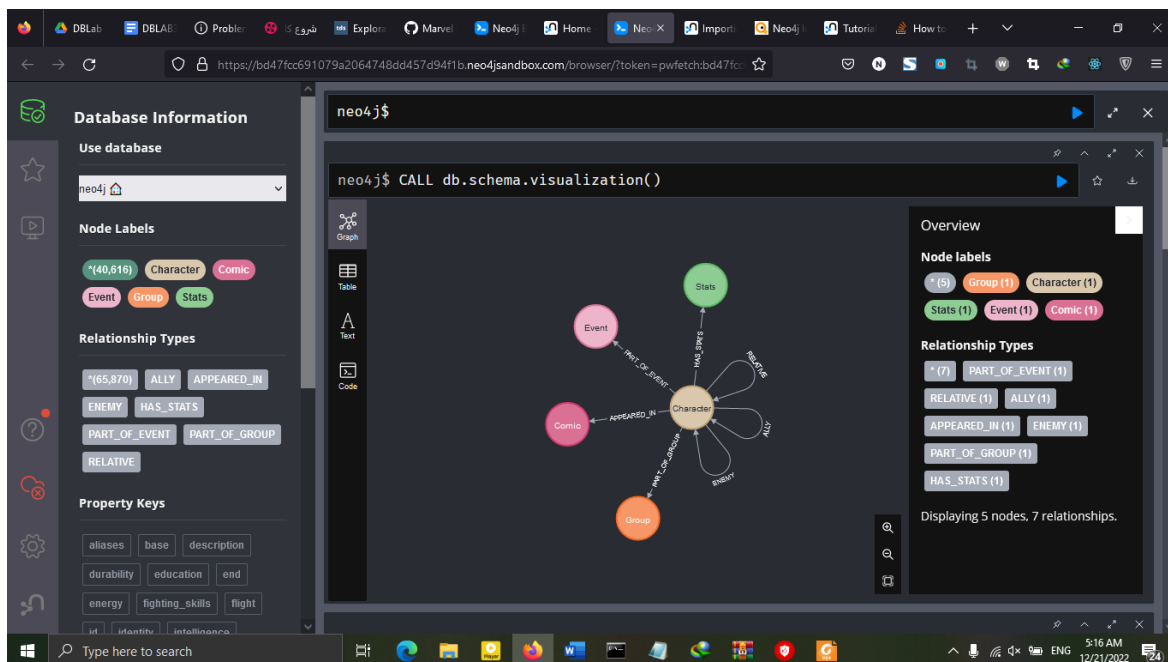 DBLab
DBLAB
Probler
شروع کا
tds Explora
Marvel
Neo4j E
Home
Neo
Importi
Neo4j I
Tutoria
How to
https://bd47fcc691079a2064748dd457d94f1b.neo4jsandbox.com/browser/?token=pwfetch:bd47fcc
Database Information
Use database
neo4j
Node Labels
*(40,616) Character Comic
Event Group Stats
Relationship Types
*(65,870) ALLY APPEARED_IN
ENEMY HAS_STATS
PART_OF_EVENT PART_OF_GROUP
RELATIVE
Property Keys
aliases base description
durability education end
energy fighting_skills flight
id identity intelligence
neo4j$
neo4j$ CALL db.schema.visualization()
Graph
Table
A
Text
Code
Stats
Event
HAS_STATS
RELATIVE
PART_OF_EVENT
Character
APPEARED_IN
Comic
ALLY
PART_OF_GROUP
ENEMY
Group
Overview
Node labels
* (5) Group (1) Character (1)
Stats (1) Event (1) Comic (1)
Relationship Types
* (7) PART_OF_EVENT (1)
RELATIVE (1) ALLY (1)
APPEARED_IN (1) ENEMY (1)
PART_OF_GROUP (1)
HAS_STATS (1)
Displaying 5 nodes, 7 relationships.
Type here to search
ENG
5:16 AM
12/21/2022
24